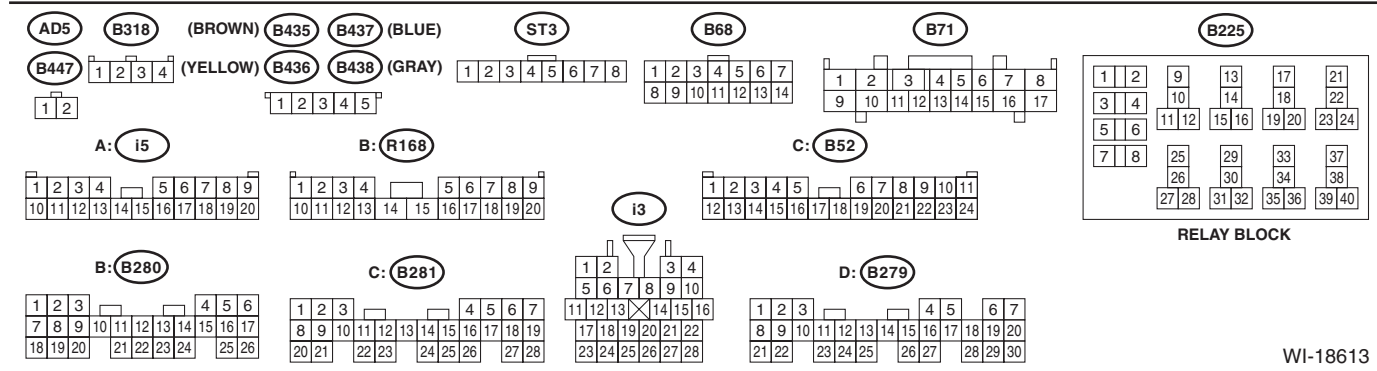 AD5 B318 (BROWN) B435 B437 (BLUE) ST3 B68 B71 B225
B447 1 2 3 4 (YELLOW) B436 B438 (GRAY)
1 2
1 2 3 4 5
1 2 3 4 5 6 7 8
1 2 3 4 5 6 7
8 9 10 11 12 13 14
1 2 3 4 5 6 7 8
9 10 11 12 13 14 15 16 17
1 2 9 13 17 21
3 4 10 14 18 22
5 6 11 12 15 16 19 20 23 24
7 8 25 29 33 37
26 30 34 38
27 28 31 32 35 36 39 40
RELAY BLOCK
A: i5
1 2 3 4 5 6 7 8 9
10 11 12 13 14 15 16 17 18 19 20
B: R168
1 2 3 4 5 6 7 8 9
10 11 12 13 14 15 16 17 18 19 20
C: B52
1 2 3 4 5 6 7 8 9 10 11
12 13 14 15 16 17 18 19 20 21 22 23 24
B: B280
1 2 3 4 5 6
7 8 9 10 11 12 13 14 15 16 17
18 19 20 21 22 23 24 25 26
C: B281
1 2 3 4 5 6 7
8 9 10 11 12 13 14 15 16 17 18 19
20 21 22 23 24 25 26 27 28
i3
1 2 3 4
5 6 7 8 9 10
11 12 13 14 15 16
17 18 19 20 21 22
23 24 25 26 27 28
D: B279
1 2 3 4 5 6 7
8 9 10 11 12 13 14 15 16 17 18 19 20
21 22 23 24 25 26 27 28 29 30
WI-18613